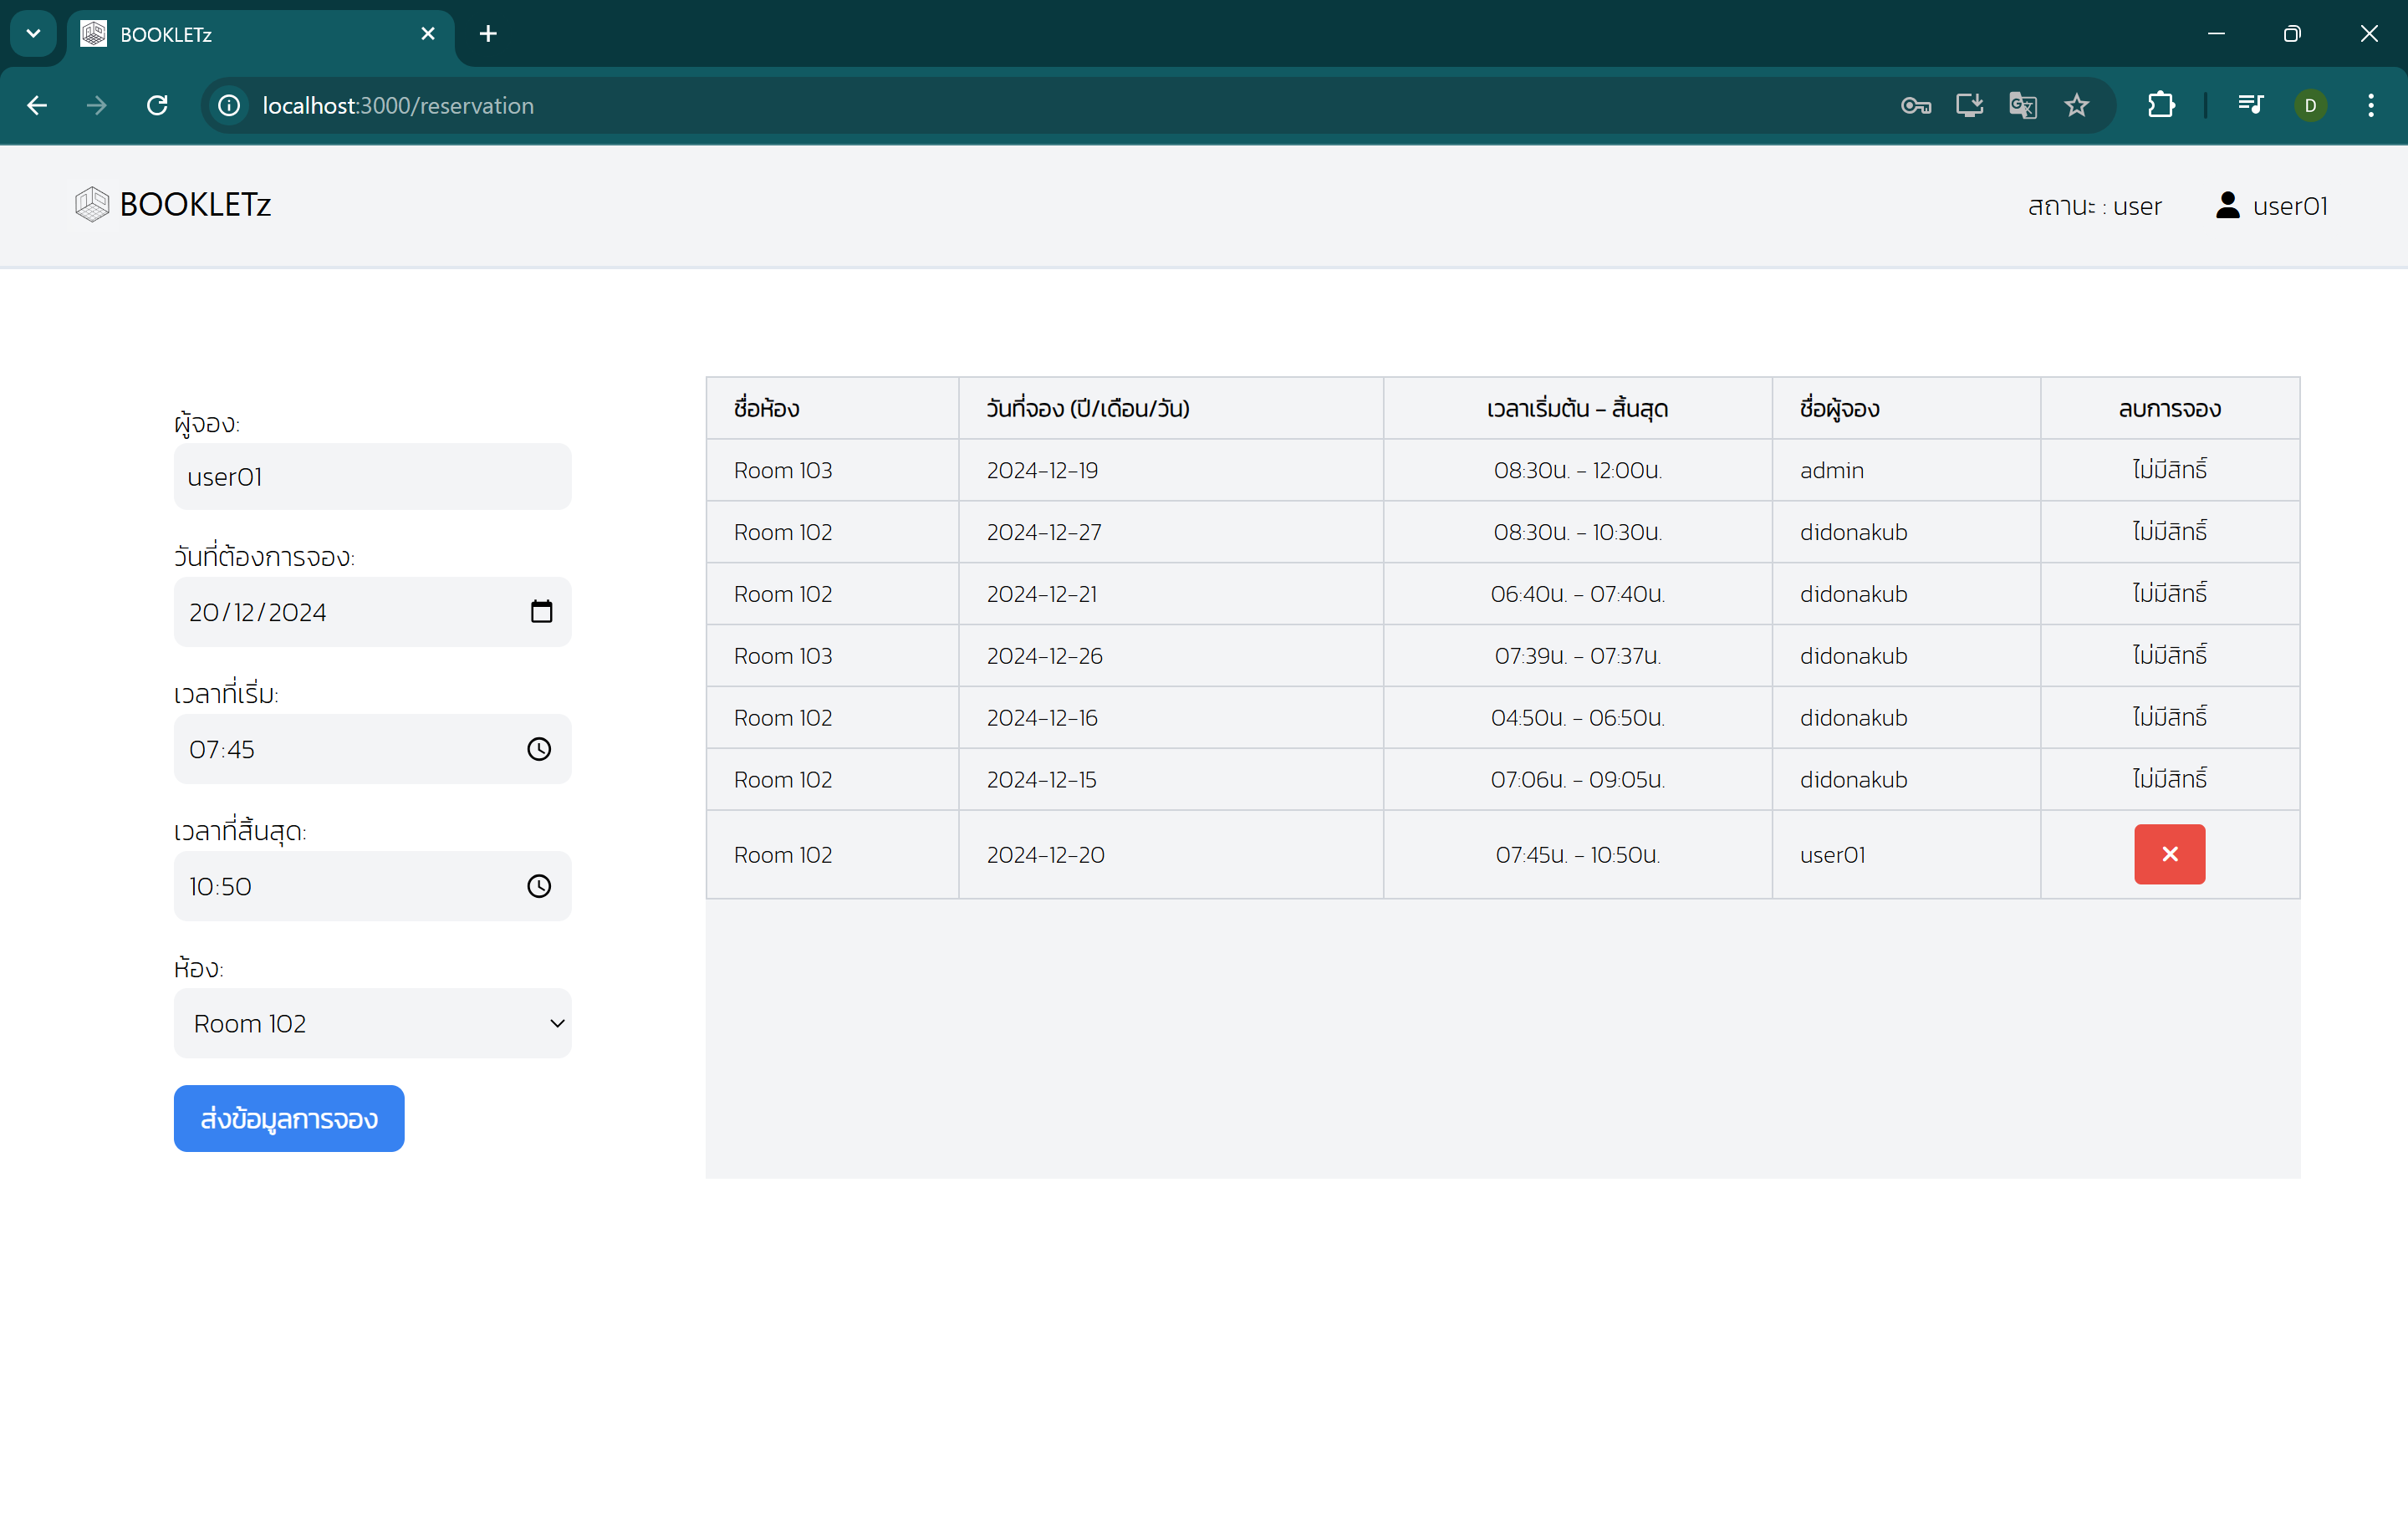 BOOKLETz
localhost:3000/reservation
D
BOOKLETz
สถานะ : user
user01
ผู้จอง:
user01
วันที่ต้องการจอง:
20/12/2024
เวลาที่เริ่ม:
07:45
เวลาที่สิ้นสุด:
10:50
ห้อง:
Room 102
ส่งข้อมูลการจอง
ชื่อห้อง วันที่จอง (ปี/เดือน/วัน) เวลาเริ่มต้น - สิ้นสุด ชื่อผู้จอง ลบการจอง
Room 103 2024-12-19 08:30น. - 12:00น. admin ไม่มีสิทธิ์
Room 102 2024-12-27 08:30น. - 10:30น. didonakub ไม่มีสิทธิ์
Room 102 2024-12-21 06:40น. - 07:40น. didonakub ไม่มีสิทธิ์
Room 103 2024-12-26 07:39น. - 07:37น. didonakub ไม่มีสิทธิ์
Room 102 2024-12-16 04:50น. - 06:50น. didonakub ไม่มีสิทธิ์
Room 102 2024-12-15 07:06น. - 09:05น. didonakub ไม่มีสิทธิ์
Room 102 2024-12-20 07:45น. - 10:50น. user01